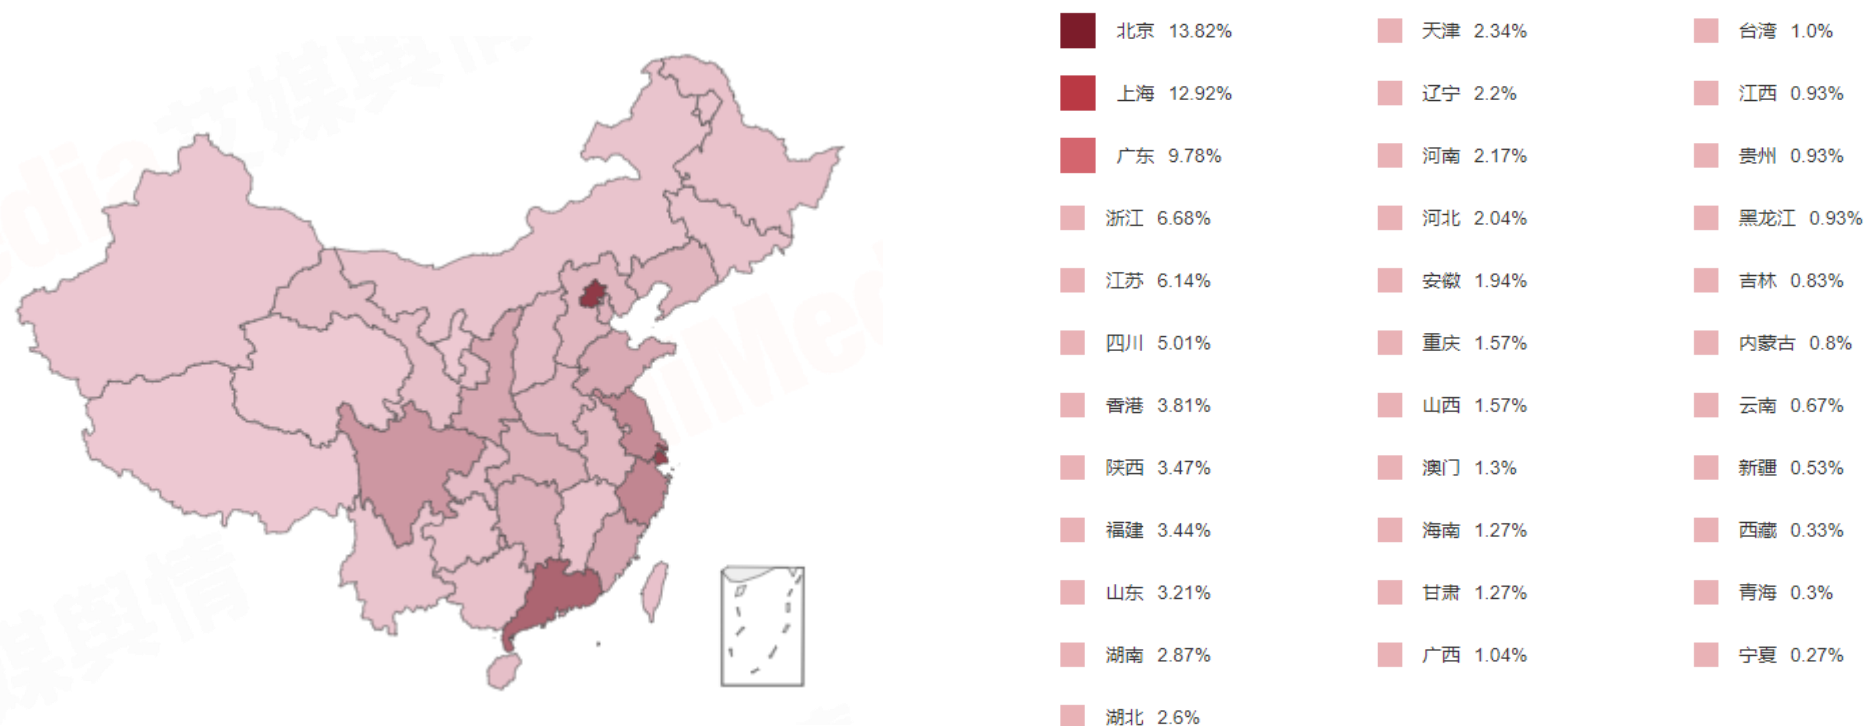 北京 13.82%
上海 12.92%
广东 9.78%
浙江 6.68%
江苏 6.14%
四川 5.01%
香港 3.81%
陕西 3.47%
福建 3.44%
山东 3.21%
湖南 2.87%
湖北 2.6%
天津 2.34%
辽宁 2.2%
河南 2.17%
河北 2.04%
安徽 1.94%
重庆 1.57%
山西 1.57%
澳门 1.3%
海南 1.27%
甘肃 1.27%
广西 1.04%
台湾 1.0%
江西 0.93%
贵州 0.93%
黑龙江 0.93%
吉林 0.83%
内蒙古 0.8%
云南 0.67%
新疆 0.53%
西藏 0.33%
青海 0.3%
宁夏 0.27%